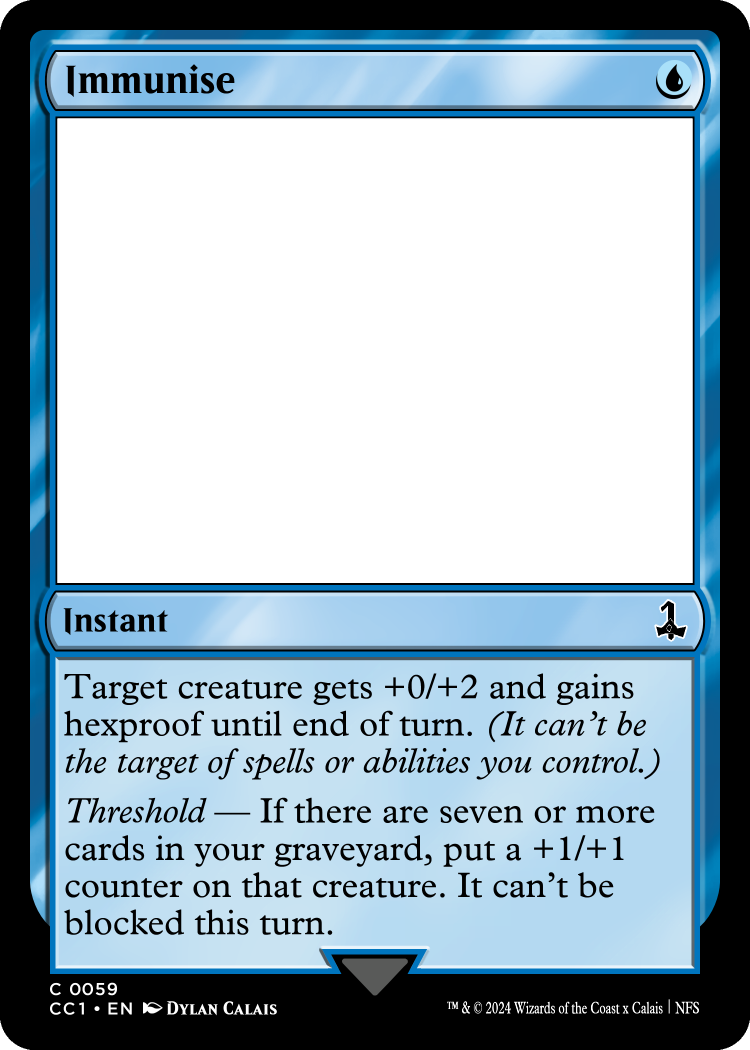 Immunise
Instant
Target creature gets +0/+2 and gains
hexproof until end of turn. (It can't be
the target of spells or abilities you control.)
Threshold — If there are seven or more
cards in your graveyard, put a +1/+1
counter on that creature. It can't be
blocked this turn.
C 0059
CC1 • EN Dylan Calais
™ & © 2024 Wizards of the Coast x Calais | NFS